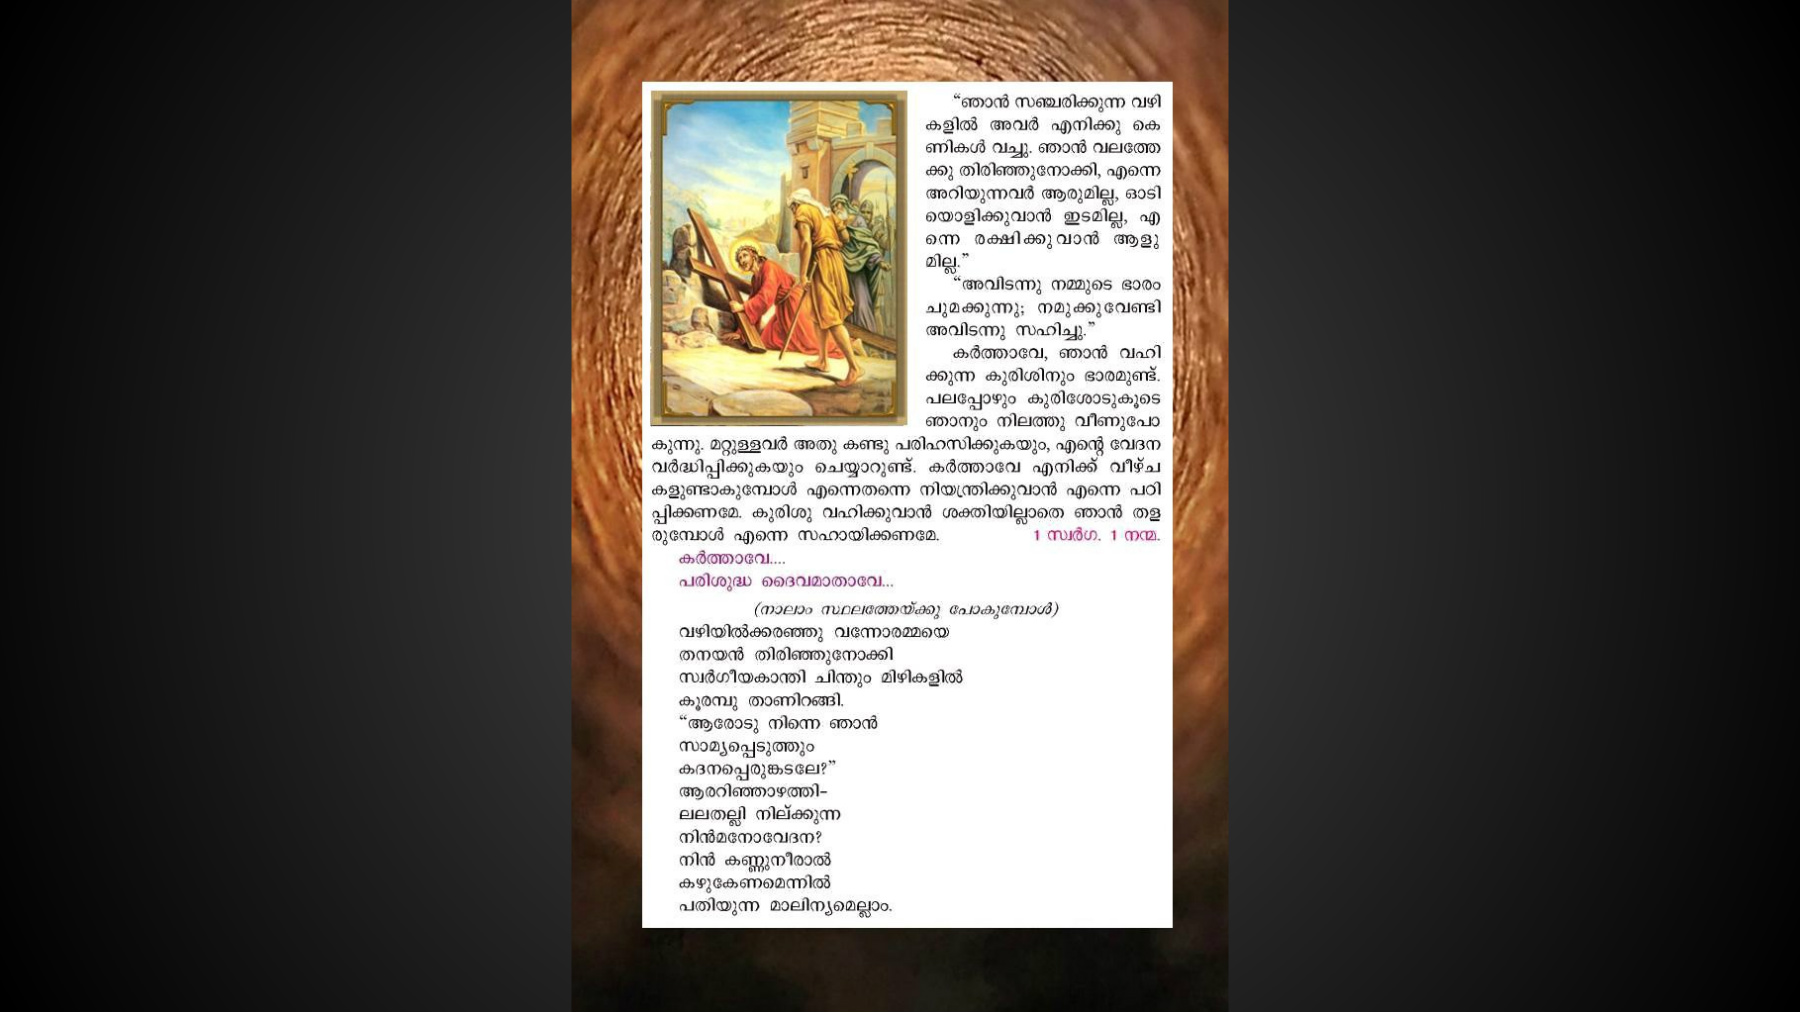 “ഞാൻ സഞ്ചരിക്കുന്ന വഴി
കളിൽ അവർ എനിക്കു കെ
ണികൾ വച്ചു. ഞാൻ വലത്തേ
ക്കു തിരിഞ്ഞുനോക്കി, എന്നെ
അറിയുന്നവർ ആരുമില്ല, ഓടി
യൊളിക്കുവാൻ ഇടമില്ല, എ
ന്നെ രക്ഷിക്കുവാൻ ആളു
മില്ല.”
“അവിടന്നു നമ്മുടെ ഭാരം
ചുമക്കുന്നു; നമുക്കുവേണ്ടി
അവിടന്നു സഹിച്ചു.”
കർത്താവേ, ഞാൻ വഹി
ക്കുന്ന കുരിശിനും ഭാരമുണ്ട്.
പലപ്പോഴും കുരിശോടുകൂടെ
ഞാനും നിലത്തു വീണുപോ
കുന്നു. മറ്റുള്ളവർ അതു കണ്ടു പരിഹസിക്കുകയും, എന്റെ വേദന
വർദ്ധിപ്പിക്കുകയും ചെയ്യാറുണ്ട്. കർത്താവേ എനിക്ക് വീഴ്ച
കളുണ്ടാകുമ്പോൾ എന്നെതന്നെ നിയന്ത്രിക്കുവാൻ എന്നെ പഠി
പ്പിക്കണമേ. കുരിശു വഹിക്കുവാൻ ശക്തിയില്ലാതെ ഞാൻ തള
രുമ്പോൾ എന്നെ സഹായിക്കണമേ. 1 സ്വർഗ. 1 നന്മ.
കർത്താവേ....
പരിശുദ്ധ ദൈവമാതാവേ...
(നാലാം സ്ഥലത്തേയ്ക്കു പോകുമ്പോൾ)
വഴിയിൽക്കരഞ്ഞു വന്നോരമ്മയെ
തനയൻ തിരിഞ്ഞുനോക്കി
സ്വർഗീയകാന്തി ചിന്തും മിഴികളിൽ
കൂരമ്പു താണിറങ്ങി.
“ആരോടു നിന്നെ ഞാൻ
സാമ്യപ്പെടുത്തും
കദനപ്പെരുങ്കടലേ?”
ആരറിഞ്ഞാഴത്തി-
ലലതല്ലി നില്ക്കുന്ന
നിൻമനോവേദന?
നിൻ കണ്ണുനീരാൽ
കഴുകേണമെന്നിൽ
പതിയുന്ന മാലിന്യമെല്ലാം.